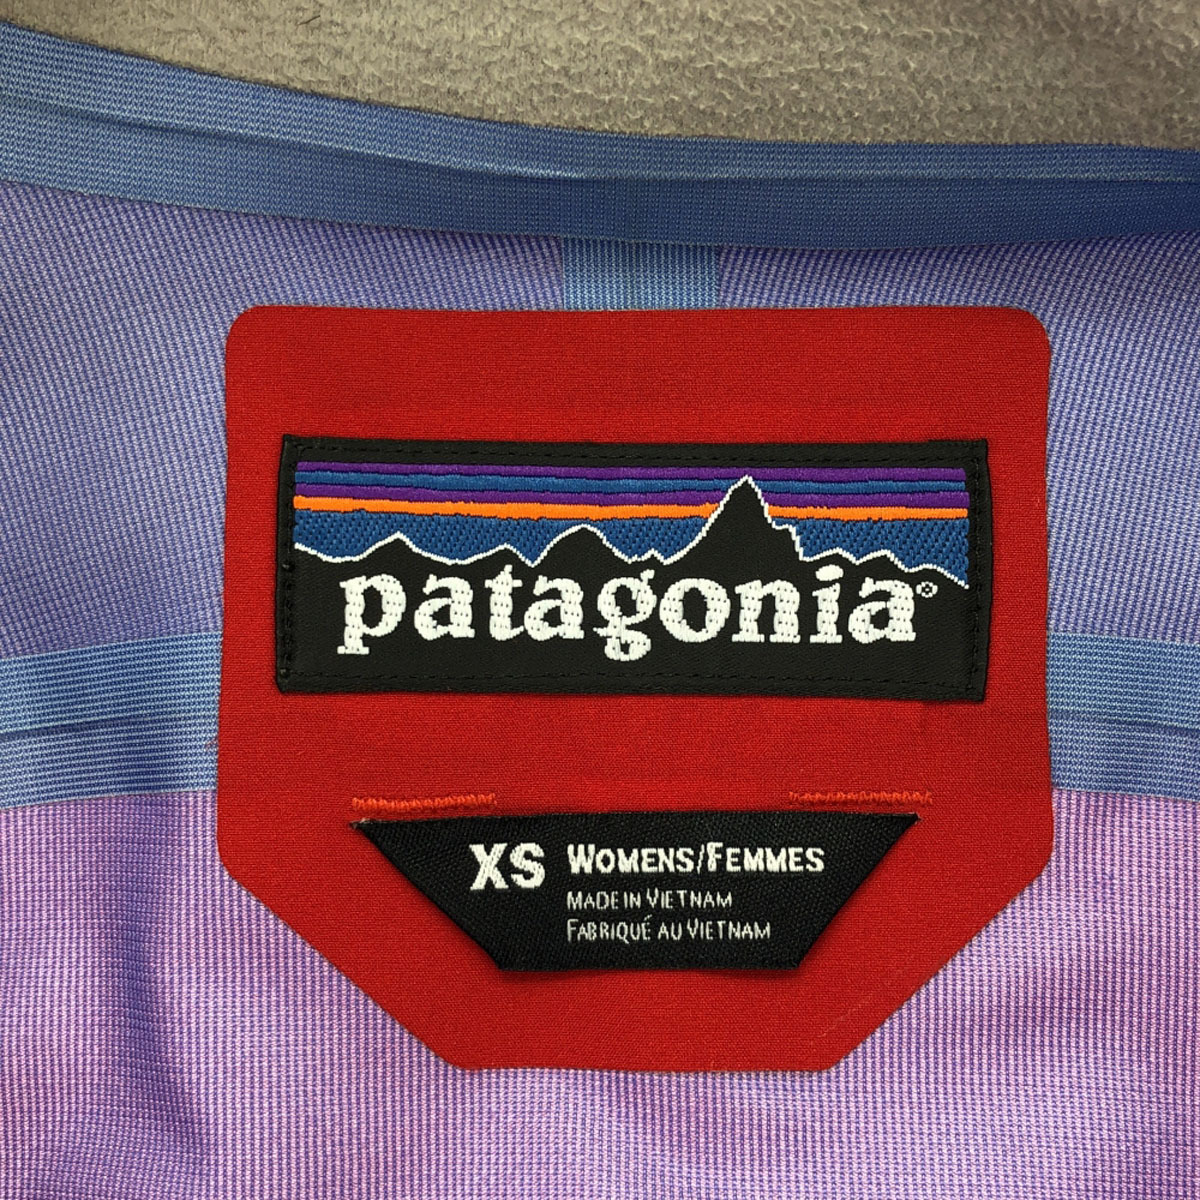 patagonia®
XS WOMENS/FEMMES
MADE IN VIETNAM
FABRIQUÉ AU VIETNAM